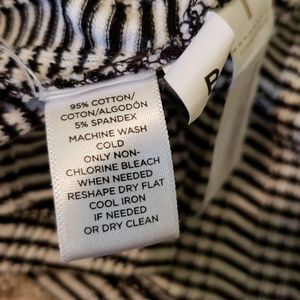 95% COTTON/
COTON/ALGODÓN
5% SPANDEX
MACHINE WASH
COLD
ONLY NON-
CHLORINE BLEACH
WHEN NEEDED
RESHAPE DRY FLAT
COOL IRON
IF NEEDED
OR DRY CLEAN